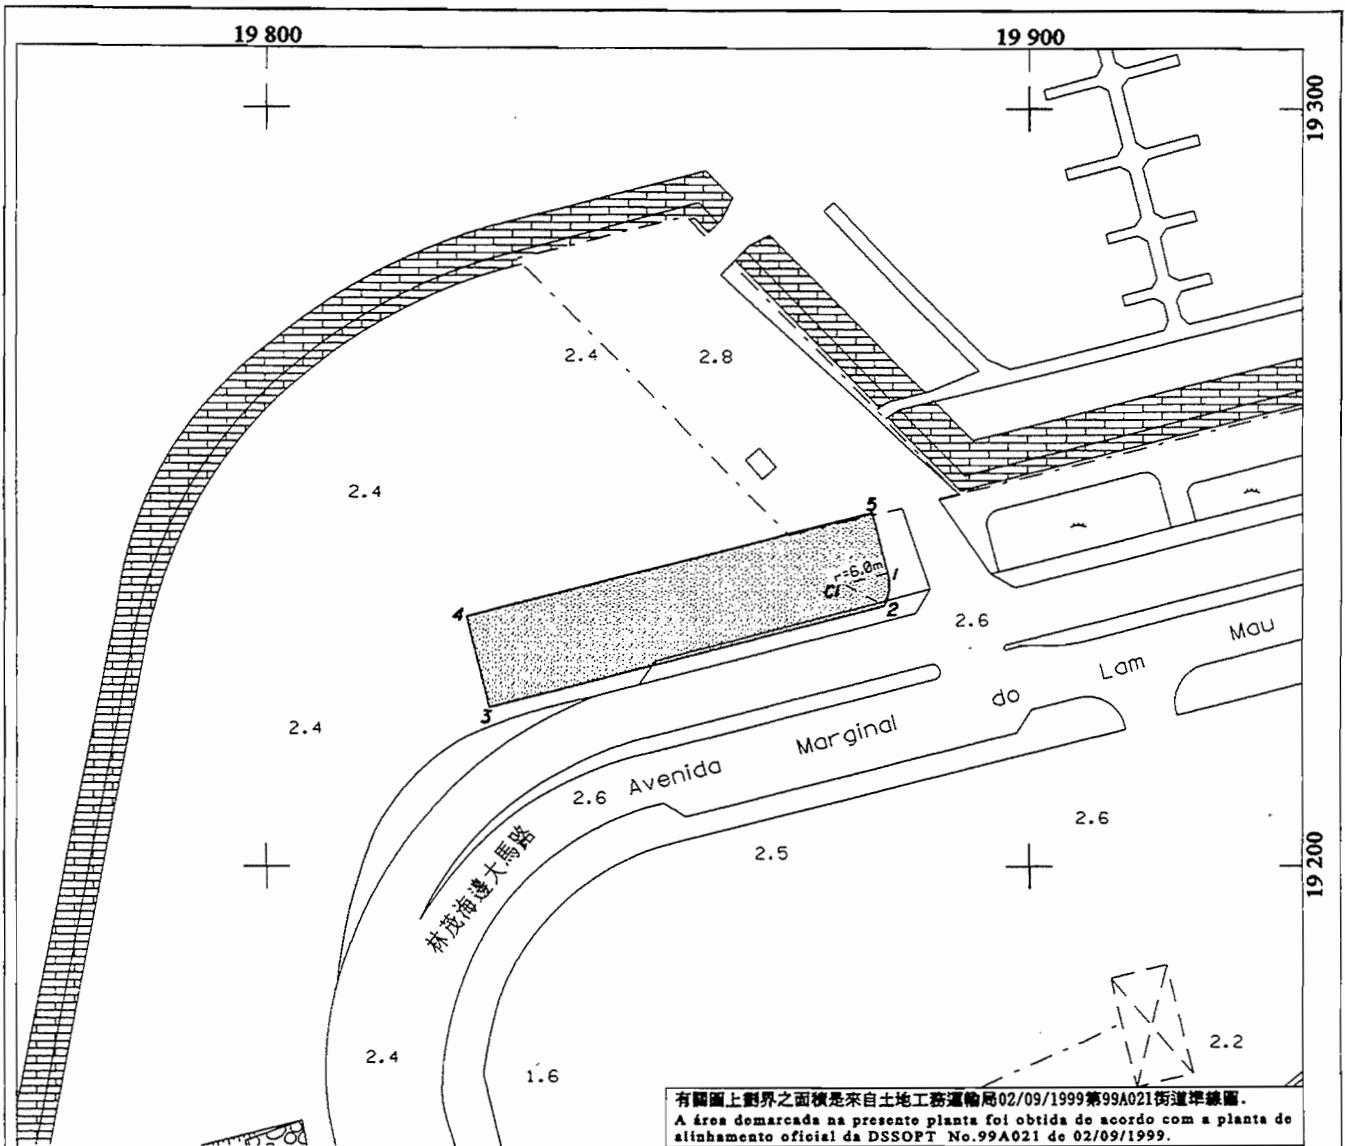 19 800
19 900
19 300
2.4
2.8
2.4
5
r=6.0m
1
C1
2
4
2.6
3
Mau
Lam
do
2.4
Marginal
Avenida
2.6
2.6
2.5
19 200
林茂海邊大馬路
2.4
1.6
2.2
有關圖上劃界之面積是來自土地工務運輸局02/09/1999第99A021街道準線圖.
A área demarcada na presente planta foi obtida de acordo com a planta de
alinhamento oficial da DSSOPT No.99A021 de 02/09/1999.